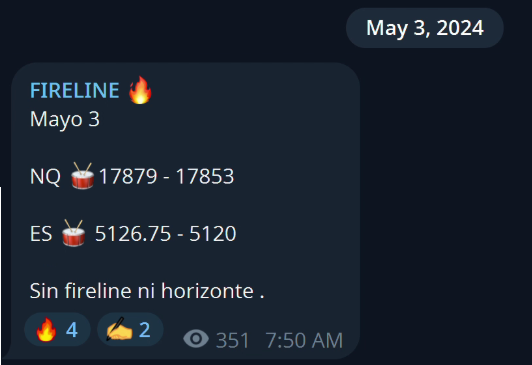 May 3, 2024
FIRELINE 🔥
Mayo 3
NQ 🥁 17879 - 17853
ES 🥁 5126.75 - 5120
Sin fireline ni horizonte .
🔥 4 ✍️ 2 351 7:50 AM